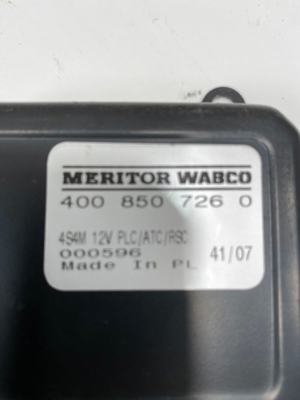 MERITOR WABCO
400 850 726 0
4S4M 12V PLC/ATC/RSC
000596 41/07
Made In PL